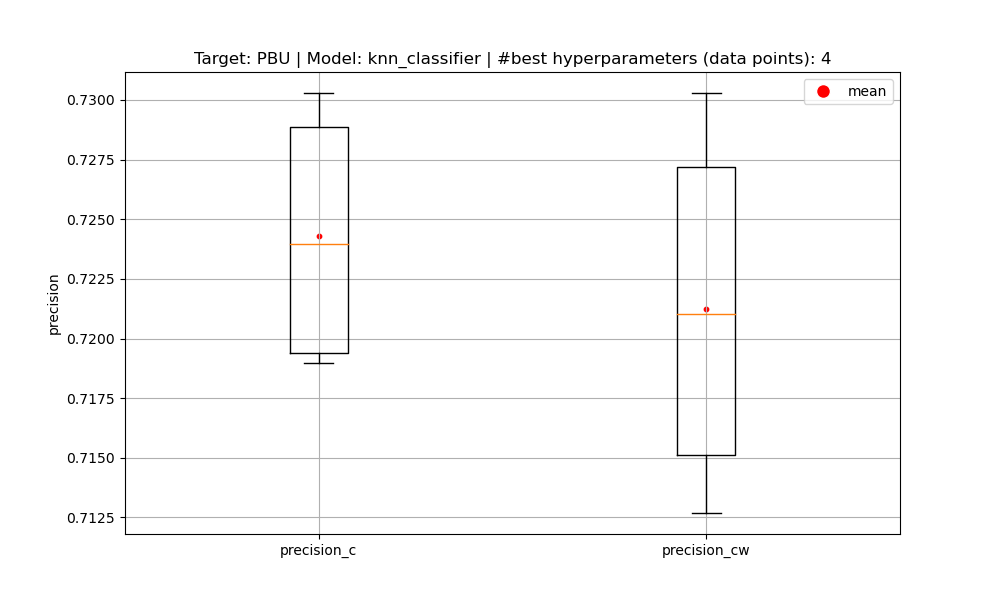 Target: PBU | Model: knn_classifier | #best hyperparameters (data points): 4
mean
0.7300
0.7275
0.7250
0.7225
0.7200
0.7175
0.7150
0.7125
precision
precision_c
precision_cw